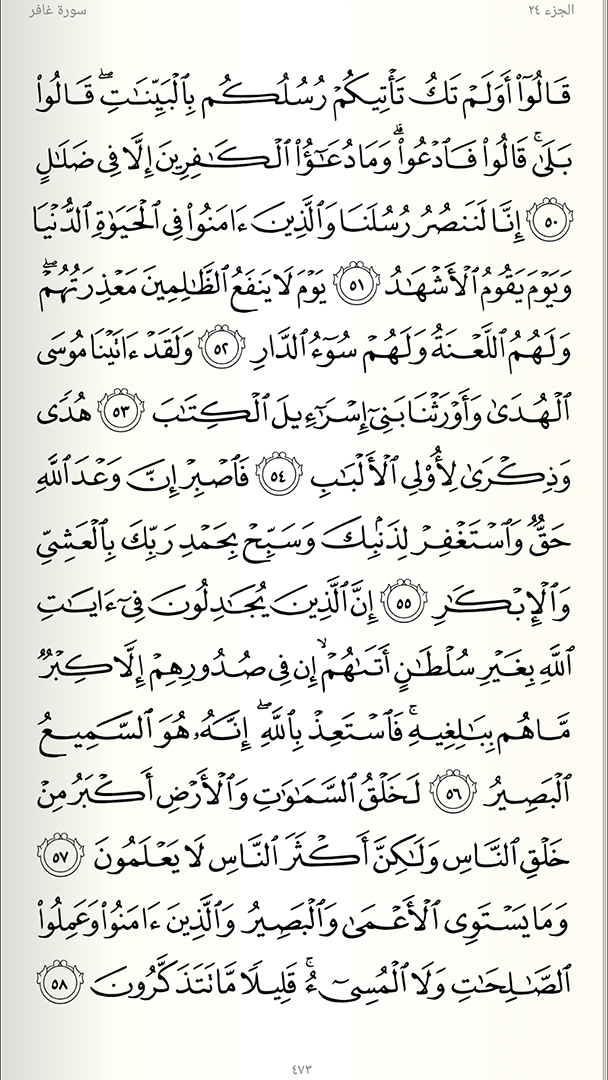 الجزء ٢٤
سورة غافر
قَالُوٓا۟ أَوَلَمْ تَكُ تَأْتِيكُمْ رُسُلُكُم بِٱلْبَيِّنَـٰتِ ۖ قَالُوا۟
بَلَىٰ ۚ قَالُوا۟ فَٱدْعُوا۟ ۗ وَمَا دُعَـٰٓؤُا۟ ٱلْكَـٰفِرِينَ إِلَّا فِى ضَلَـٰلٍ
٥٠ إِنَّا لَنَنصُرُ رُسُلَنَا وَٱلَّذِينَ ءَامَنُوا۟ فِى ٱلْحَيَوٰةِ ٱلدُّنْيَا
وَيَوْمَ يَقُومُ ٱلْأَشْهَـٰدُ ٥١ يَوْمَ لَا يَنفَعُ ٱلظَّـٰلِمِينَ مَعْذِرَتُهُمْ ۖ
وَلَهُمُ ٱللَّعْنَةُ وَلَهُمْ سُوٓءُ ٱلدَّارِ ٥٢ وَلَقَدْ ءَاتَيْنَا مُوسَى
ٱلْهُدَىٰ وَأَوْرَثْنَا بَنِىٓ إِسْرَٰٓءِيلَ ٱلْكِتَـٰبَ ٥٣ هُدًى
وَذِكْرَىٰ لِأُو۟لِى ٱلْأَلْبَـٰبِ ٥٤ فَٱصْبِرْ إِنَّ وَعْدَ ٱللَّهِ
حَقٌّ وَٱسْتَغْفِرْ لِذَنۢبِكَ وَسَبِّحْ بِحَمْدِ رَبِّكَ بِٱلْعَشِىِّ
وَٱلْإِبْكَـٰرِ ٥٥ إِنَّ ٱلَّذِينَ يُجَـٰدِلُونَ فِىٓ ءَايَـٰتِ
ٱللَّهِ بِغَيْرِ سُلْطَـٰنٍ أَتَىٰهُمْ ۙ إِن فِى صُدُورِهِمْ إِلَّا كِبْرٌ
مَّا هُم بِبَـٰلِغِيهِ ۚ فَٱسْتَعِذْ بِٱللَّهِ ۖ إِنَّهُۥ هُوَ ٱلسَّمِيعُ
ٱلْبَصِيرُ ٥٦ لَخَلْقُ ٱلسَّمَـٰوَٰتِ وَٱلْأَرْضِ أَكْبَرُ مِنْ
خَلْقِ ٱلنَّاسِ وَلَـٰكِنَّ أَكْثَرَ ٱلنَّاسِ لَا يَعْلَمُونَ ٥٧
وَمَا يَسْتَوِى ٱلْأَعْمَىٰ وَٱلْبَصِيرُ وَٱلَّذِينَ ءَامَنُوا۟ وَعَمِلُوا۟
ٱلصَّـٰلِحَـٰتِ وَلَا ٱلْمُسِىٓءُ ۚ قَلِيلًا مَّا تَتَذَكَّرُونَ ٥٨
٤٧٣